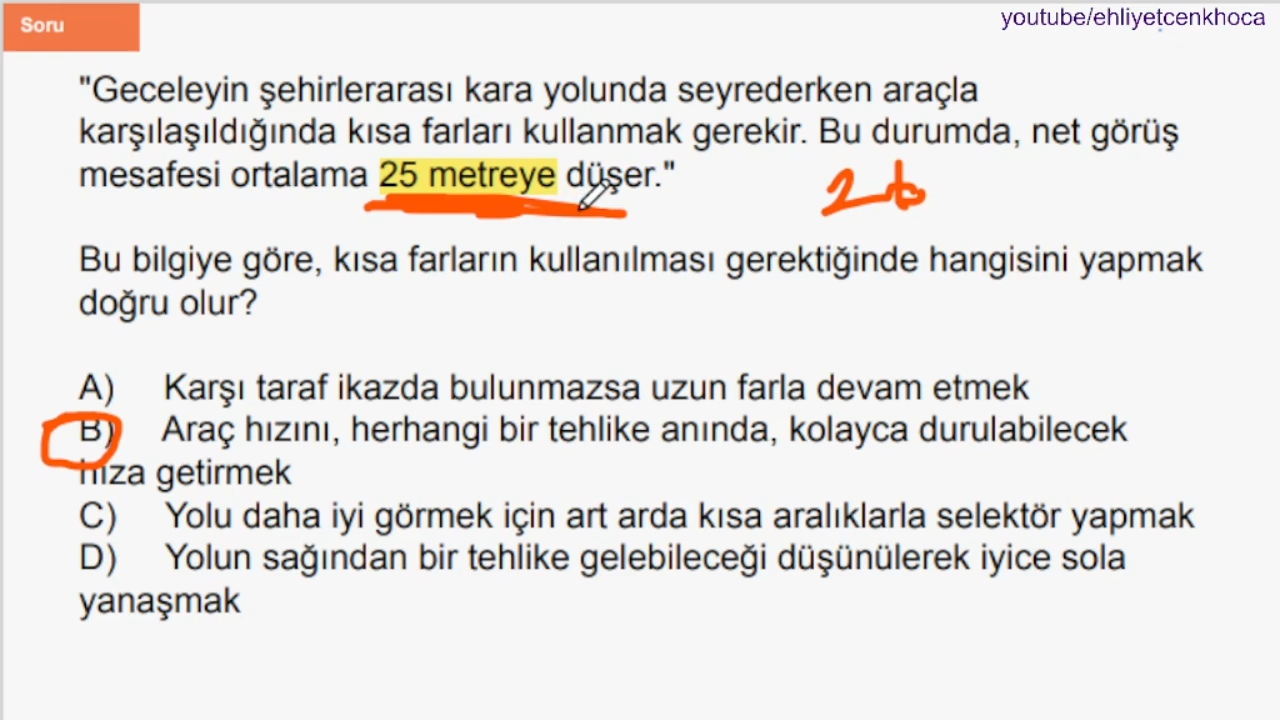 Soru
youtube/ehliyetcenkhoca
"Geceleyin şehirlerarası kara yolunda seyrederken araçla
karşılaşıldığında kısa farları kullanmak gerekir. Bu durumda, net görüş
mesafesi ortalama 25 metreye düşer."
Bu bilgiye göre, kısa farların kullanılması gerektiğinde hangisini yapmak
doğru olur?
A) Karşı taraf ikazda bulunmazsa uzun farla devam etmek
B) Araç hızını, herhangi bir tehlike anında, kolayca durulabilecek
hıza getirmek
C) Yolu daha iyi görmek için art arda kısa aralıklarla selektör yapmak
D) Yolun sağından bir tehlike gelebileceği düşünülerek iyice sola
yanaşmak